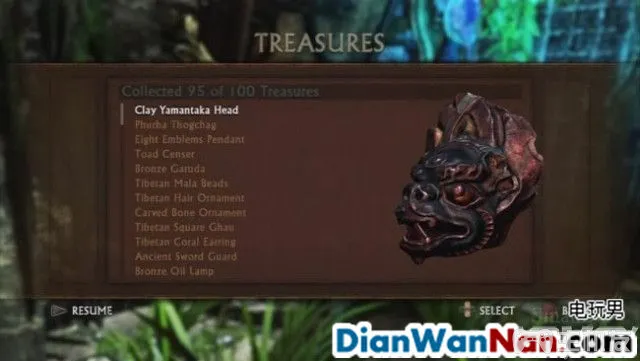 TREASURES
Collected 95 of 100 Treasures
Clay Yamantaka Head
Phurba Thogchag
Eight Emblems Pendant
Toad Censer
Bronze Garuda
Tibetan Mala Beads
Tibetan Hair Ornament
Carved Bone Ornament
Tibetan Square Ghau
Tibetan Coral Earring
Ancient Sword Guard
Bronze Oil Lamp
RESUME
SELECT
电玩男
DianWanNan.com